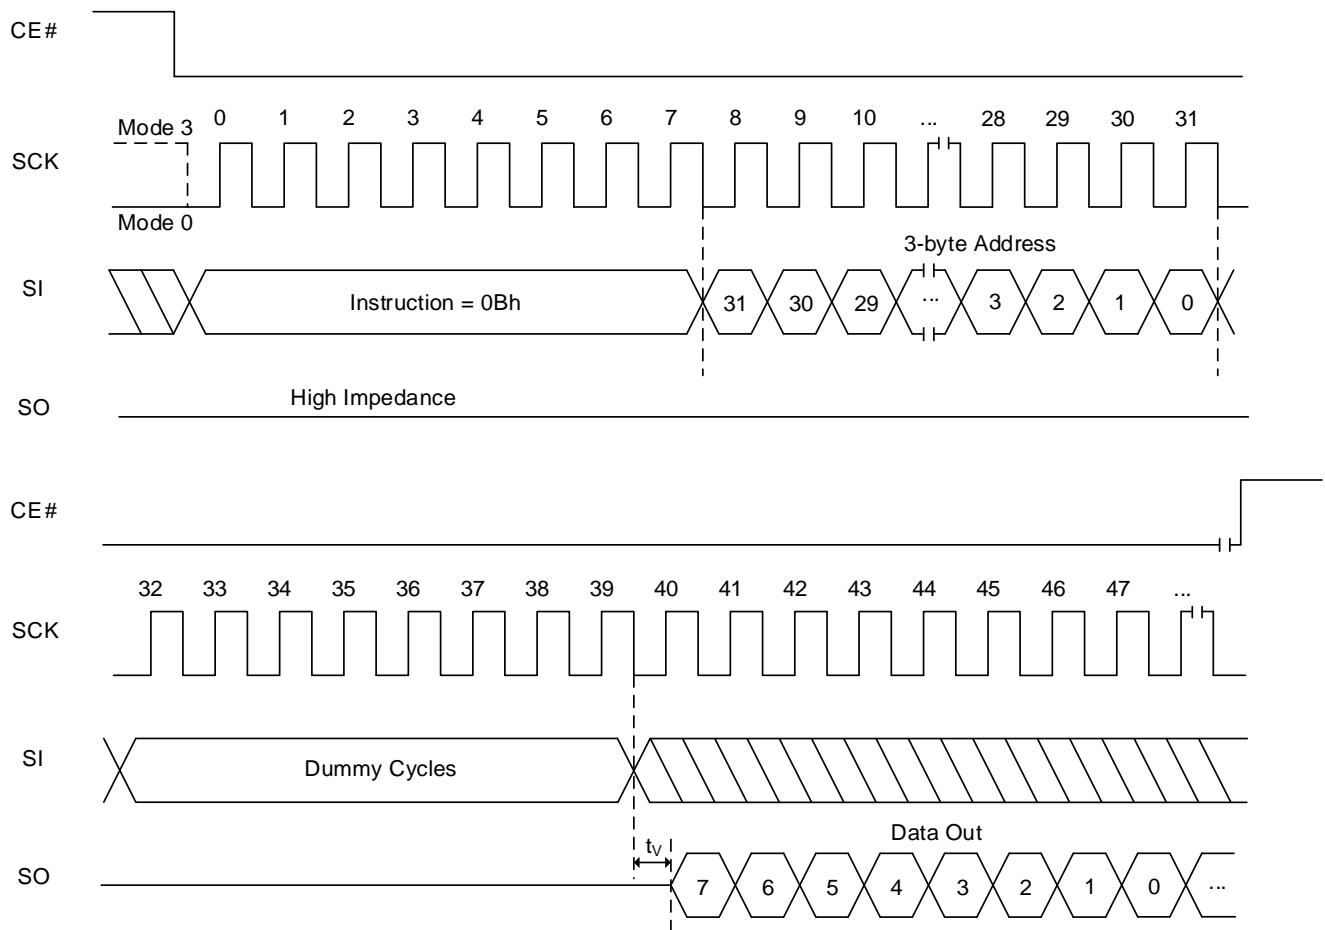 CE#
Mode 3 0 1 2 3 4 5 6 7 8 9 10 ... 28 29 30 31
SCK
Mode 0
3-byte Address
SI Instruction = 0Bh 31 30 29 ... 3 2 1 0
SO High Impedance
CE#
32 33 34 35 36 37 38 39 40 41 42 43 44 45 46 47 ...
SCK
SI Dummy Cycles
Data Out
tV
SO 7 6 5 4 3 2 1 0 ...